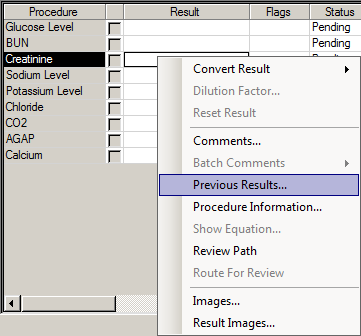 Procedure Result Flags Status
Glucose Level Pending
BUN Pending
Creatinine
Sodium Level
Potassium Level
Chloride
CO2
AGAP
Calcium
Convert Result
Dilution Factor...
Reset Result
Comments...
Batch Comments
Previous Results...
Procedure Information...
Show Equation...
Review Path
Route For Review
Images...
Result Images...